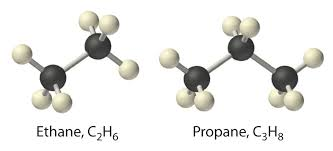 Ethane, C₂H₆
Propane, C₃H₈